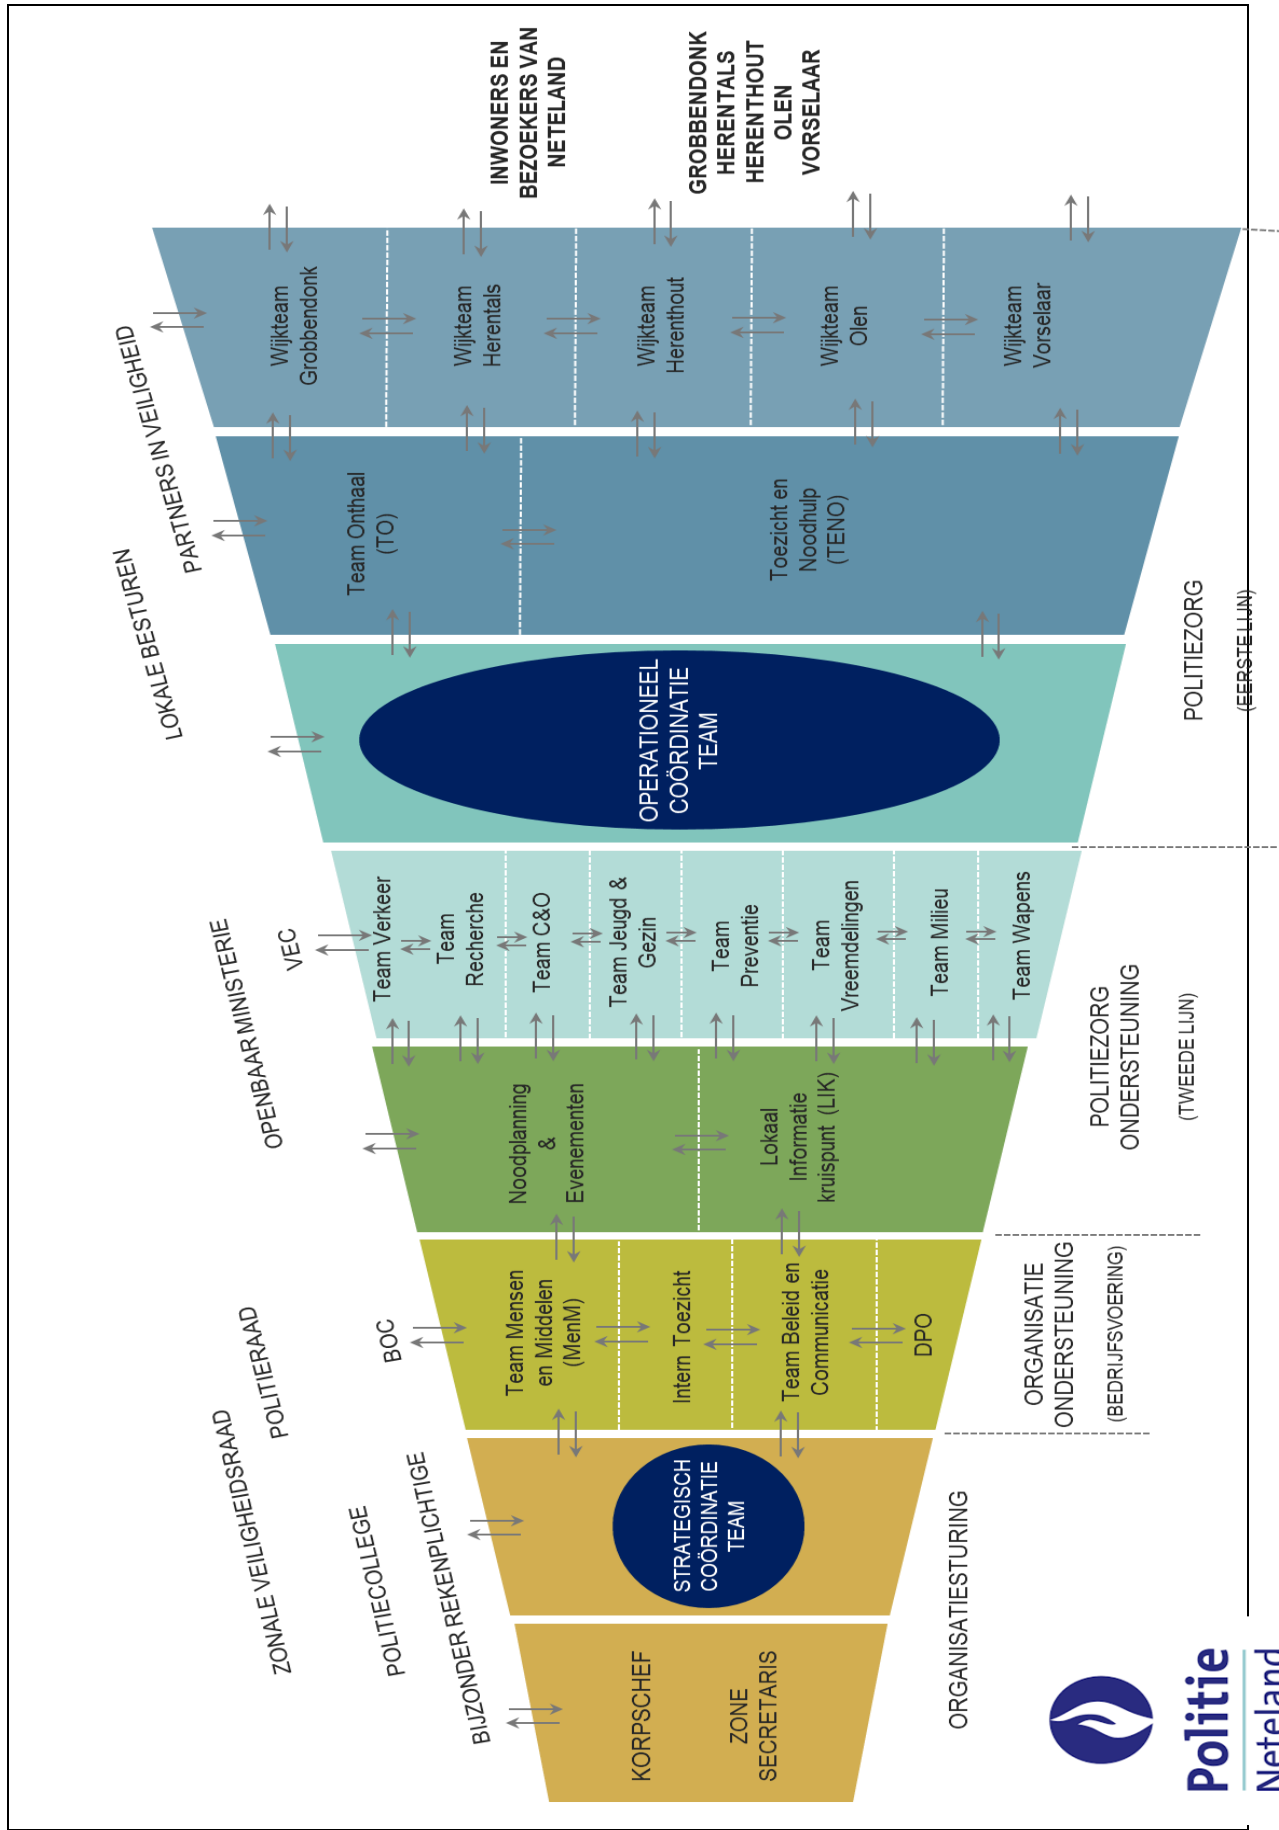 ZONALE VEILIGHEIDSRAAD
POLITIERAAD
POLITIECOLLEGE
BIJZONDER REKENPLICHTIGE
BOC
OPENBAAR MINISTERIE
VEC
LOKALE BESTUREN
PARTNERS IN VEILIGHEID
KORPSCHEF
ZONE
SECRETARIS
STRATEGISCH
COÖRDINATIE
TEAM
Team Mensen
en Middelen
(MenM)
Intern Toezicht
Team Beleid en
Communicatie
DPO
Noodplanning
&
Evenementen
Lokaal
Informatie
kruispunt (LIK)
Team Verkeer
Team
Recherche
Team C&O
Team Jeugd &
Gezin
Team
Preventie
Team
Vreemdelingen
Team Milieu
Team Wapens
OPERATIONEEL
COÖRDINATIE
TEAM
Team Onthaal
(TO)
Toezicht en
Noodhulp
(TENO)
Wijkteam
Grobbendonk
Wijkteam
Herentals
Wijkteam
Herenthout
Wijkteam
Olen
Wijkteam
Vorselaar
INWONERS EN
BEZOEKERS VAN
NETELAND
GROBBENDONK
HERENTALS
HERENTHOUT
OLEN
VORSELAAR
ORGANISATIESTURING
ORGANISATIE
ONDERSTEUNING
(BEDRIJFSVOERING)
POLITIEZORG
ONDERSTEUNING
(TWEEDE LIJN)
POLITIEZORG
(EERSTE LIJN)
Politie
Neteland